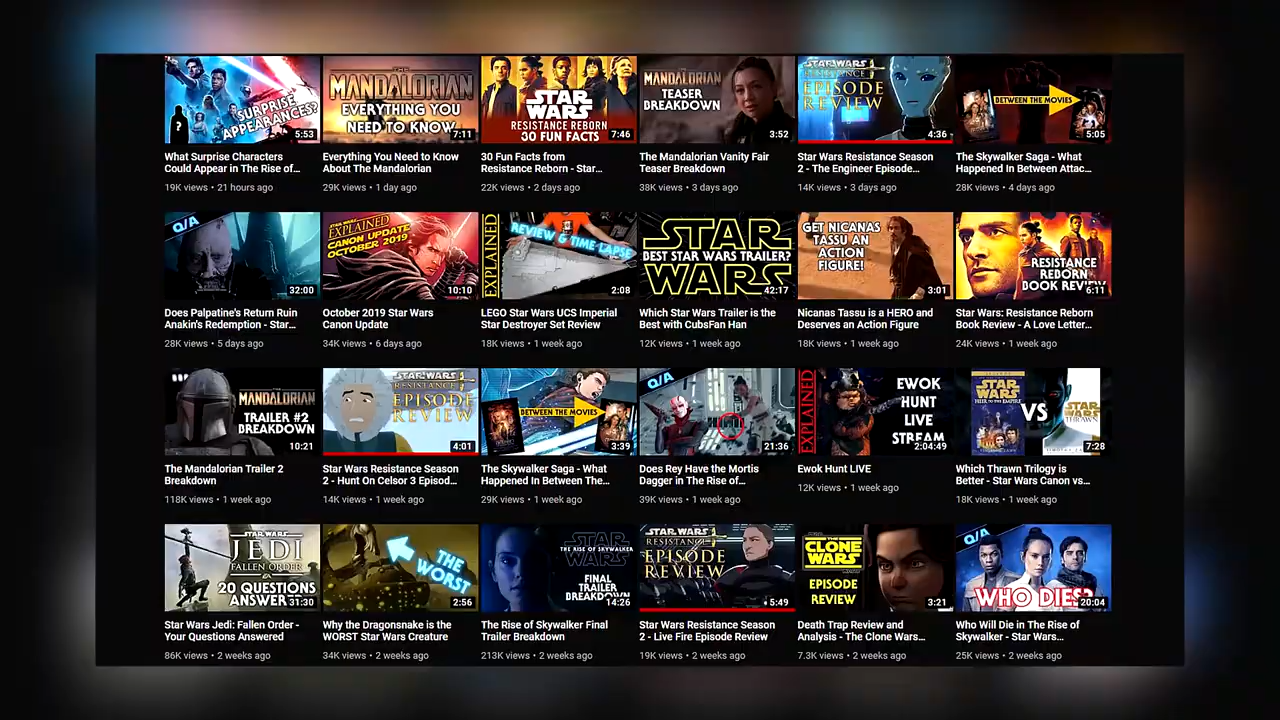 SURPRISE
APPEARANCES?
5:53
What Surprise Characters
Could Appear in The Rise of...
19K views • 21 hours ago
THE
MANDALORIAN
EVERYTHING YOU
NEED TO KNOW
7:11
Everything You Need to Know
About The Mandalorian
29K views • 1 day ago
STAR
WARS
RESISTANCE REBORN
30 FUN FACTS
7:46
30 Fun Facts from
Resistance Reborn - Star...
22K views • 2 days ago
MANDALORIAN
TEASER
BREAKDOWN
3:52
The Mandalorian Vanity Fair
Teaser Breakdown
38K views • 3 days ago
STAR WARS
RESISTANCE
EPISODE
REVIEW
4:36
Star Wars Resistance Season
2 - The Engineer Episode...
14K views • 3 days ago
BETWEEN THE MOVIES
5:05
The Skywalker Saga - What
Happened In Between Attac...
28K views • 4 days ago
Q/A
32:00
Does Palpatine's Return Ruin
Anakin's Redemption - Star...
28K views • 5 days ago
STAR WARS
EXPLAINED
CANON UPDATE
OCTOBER 2019
10:10
October 2019 Star Wars
Canon Update
34K views • 6 days ago
EXPLAINED
REVIEW & TIME-LAPSE
2:08
LEGO Star Wars UCS Imperial
Star Destroyer Set Review
18K views • 1 week ago
STAR
BEST STAR WARS TRAILER?
WARS
42:17
Which Star Wars Trailer is the
Best with CubsFan Han
12K views • 1 week ago
GET NICANAS
TASSU AN
ACTION
FIGURE!
3:01
Nicanas Tassu is a HERO and
Deserves an Action Figure
18K views • 1 week ago
RESISTANCE
REBORN
BOOK REVIEW
6:11
Star Wars: Resistance Reborn
Book Review - A Love Letter...
24K views • 1 week ago
MANDALORIAN
TRAILER #2
BREAKDOWN
10:21
The Mandalorian Trailer 2
Breakdown
118K views • 1 week ago
STAR WARS
RESISTANCE
EPISODE
REVIEW
4:01
Star Wars Resistance Season
2 - Hunt On Celsor 3 Episod...
14K views • 1 week ago
BETWEEN THE MOVIES
3:39
The Skywalker Saga - What
Happened In Between The...
29K views • 1 week ago
Q/A
21:36
Does Rey Have the Mortis
Dagger in The Rise of...
39K views • 1 week ago
EXPLAINED
EWOK
HUNT
LIVE
STREAM
2:04:49
Ewok Hunt LIVE
12K views • 1 week ago
STAR
WARS
HEIR TO THE EMPIRE
VS
STAR
WARS
THRAWN
7:28
Which Thrawn Trilogy is
Better - Star Wars Canon vs...
18K views • 1 week ago
STAR WARS
JEDI
FALLEN ORDER
20 QUESTIONS
ANSWER
31:30
Star Wars Jedi: Fallen Order -
Your Questions Answered
86K views • 2 weeks ago
THE
WORST
2:56
Why the Dragonsnake is the
WORST Star Wars Creature
34K views • 2 weeks ago
STAR
THE RISE OF SKYWALKER
WARS
FINAL
TRAILER
BREAKDOWN
14:26
The Rise of Skywalker Final
Trailer Breakdown
213K views • 2 weeks ago
STAR WARS
RESISTANCE
EPISODE
REVIEW
5:49
Star Wars Resistance Season
2 - Live Fire Episode Review
19K views • 2 weeks ago
STAR WARS
THE
CLONE
WARS
EPISODE
REVIEW
3:21
Death Trap Review and
Analysis - The Clone Wars...
7.3K views • 2 weeks ago
Q/A
WHO DIES?
20:04
Who Will Die in The Rise of
Skywalker - Star Wars...
25K views • 2 weeks ago